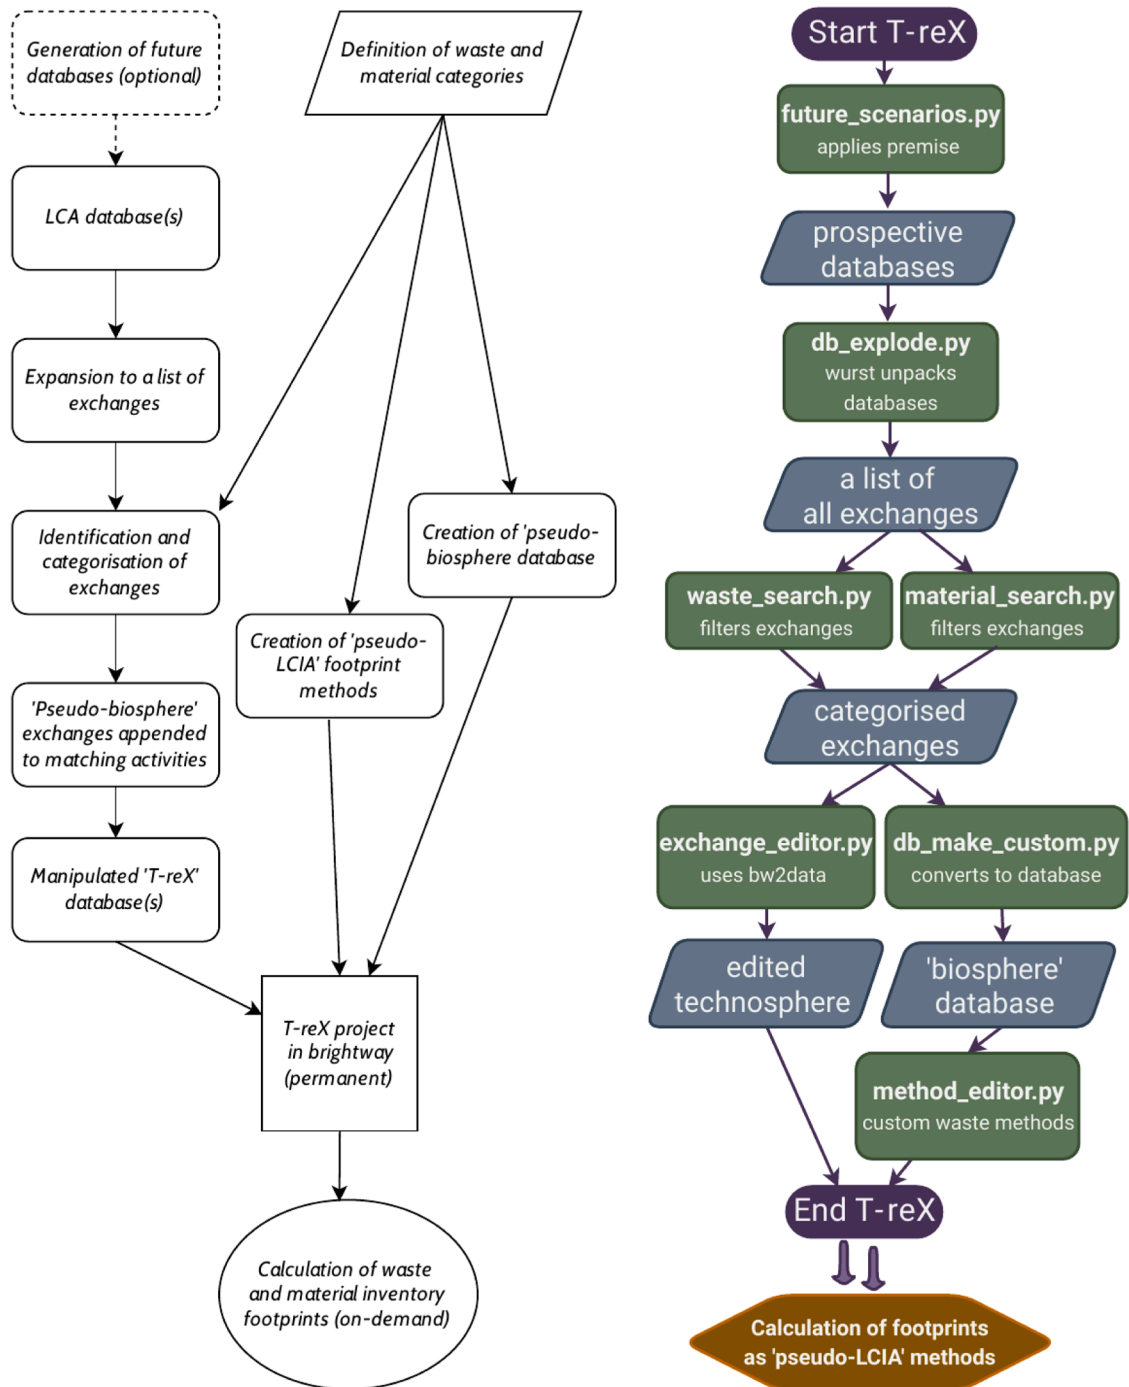 Generation of future
databases (optional)
Definition of waste and
material categories
LCA database(s)
Expansion to a list of
exchanges
Identification and
categorisation of
exchanges
Creation of 'pseudo-
biosphere database
Creation of 'pseudo-
LCIA' footprint
methods
'Pseudo-biosphere'
exchanges appended
to matching activities
Manipulated 'T-reX'
database(s)
T-reX project
in brightway
(permanent)
Calculation of waste
and material inventory
footprints (on-demand)
Start T-reX
future_scenarios.py
applies premise
prospective
databases
db_explode.py
wurst unpacks
databases
a list of
all exchanges
waste_search.py
filters exchanges
material_search.py
filters exchanges
categorised
exchanges
exchange_editor.py
uses bw2data
db_make_custom.py
converts to database
edited
technosphere
'biosphere'
database
method_editor.py
custom waste methods
End T-reX
Calculation of footprints
as 'pseudo-LCIA' methods